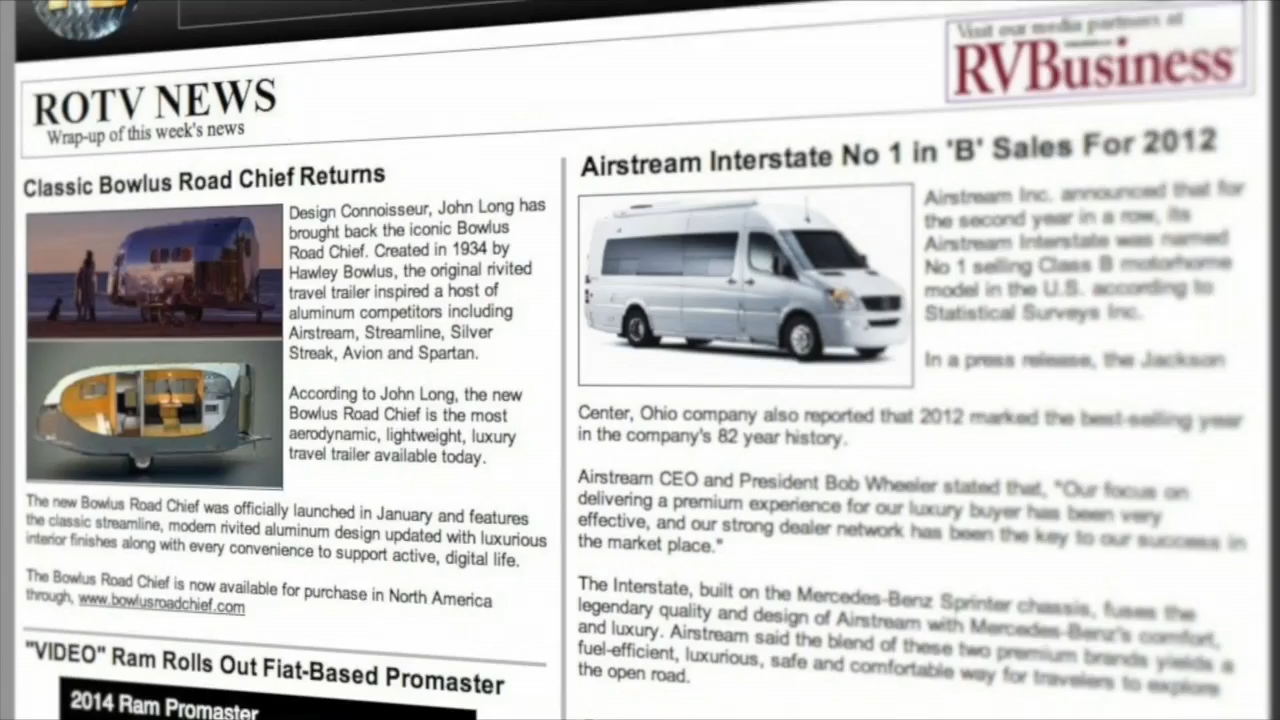 Visit our media partners at
RVBusiness
ROTV NEWS
Wrap-up of this week's news
Classic Bowlus Road Chief Returns
Design Connoisseur, John Long has
brought back the iconic Bowlus
Road Chief. Created in 1934 by
Hawley Bowlus, the original rivited
travel trailer inspired a host of
aluminum competitors including
Airstream, Streamline, Silver
Streak, Avion and Spartan.
According to John Long, the new
Bowlus Road Chief is the most
aerodynamic, lightweight, luxury
travel trailer available today.
The new Bowlus Road Chief was officially launched in January and features
the classic streamline, modern rivited aluminum design updated with luxurious
interior finishes along with every convenience to support active, digital life.
The Bowlus Road Chief is now available for purchase in North America
through, www.bowlusroadchief.com
"VIDEO" Ram Rolls Out Fiat-Based Promaster
2014 Ram Promaster
Airstream Interstate No 1 in 'B' Sales For 2012
Airstream Inc. announced that for
the second year in a row, its
Airstream Interstate was named
No 1 selling Class B motorhome
model in the U.S. according to
Statistical Surveys Inc.
In a press release, the Jackson
Center, Ohio company also reported that 2012 marked the best-selling year
in the company's 82 year history.
Airstream CEO and President Bob Wheeler stated that, "Our focus on
delivering a premium experience for our luxury buyer has been very
effective, and our strong dealer network has been the key to our success in
the market place."
The Interstate, built on the Mercedes-Benz Sprinter chassis, fuses the
legendary quality and design of Airstream with Mercedes-Benz's comfort,
and luxury. Airstream said the blend of these two premium brands yields a
fuel-efficient, luxurious, safe and comfortable way for travelers to explore
the open road.